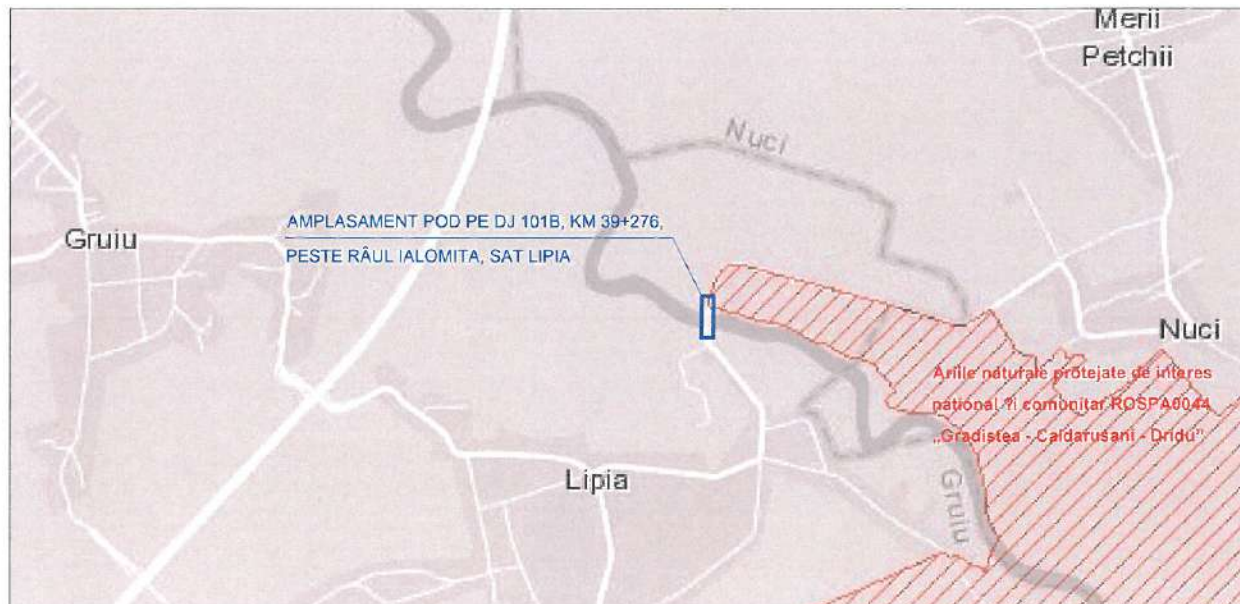 Merii
Petchii
Nuci
AMPLASAMENT POD PE DJ 101B, KM 39+276,
PESTE RÂUL IALOMITA, SAT LIPIA
Gruiu
Nuci
Ariile naturale protejate de interes
național ?i comunitar ROSPA0044
„Gradistea - Caldarusani - Dridu”
Lipia
Gruiu